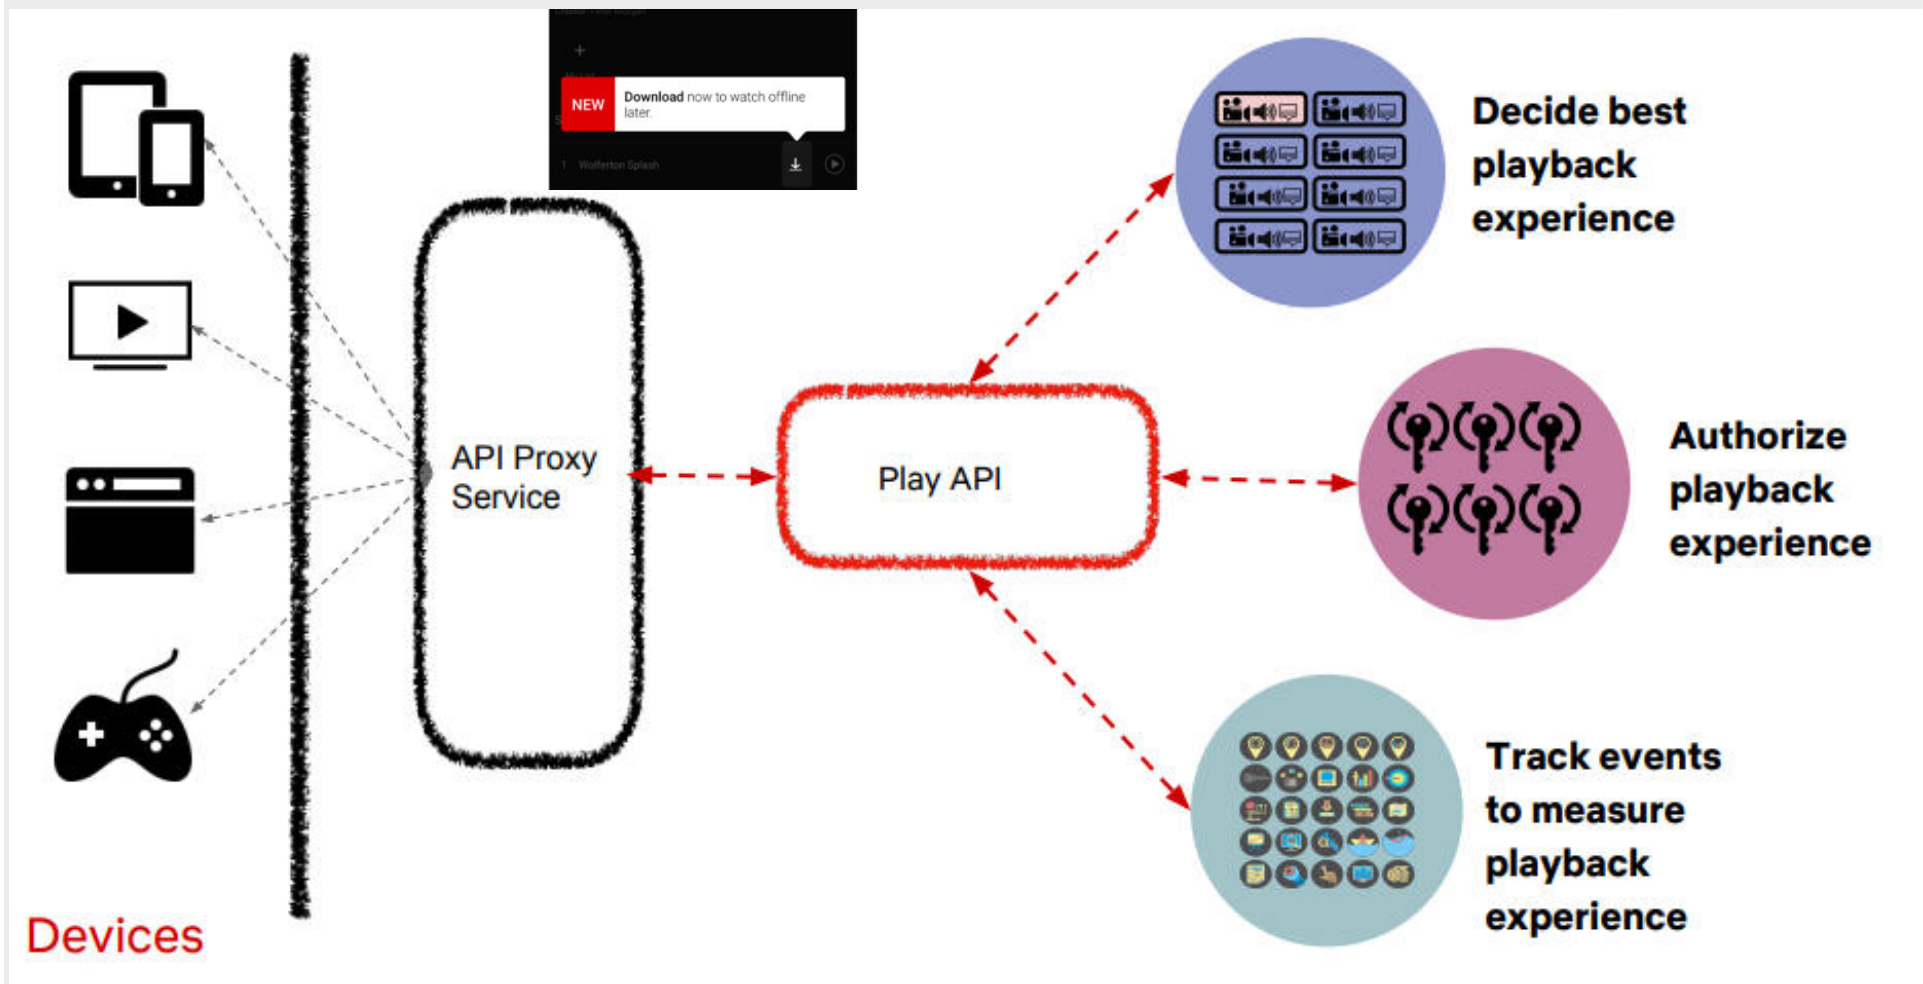 NEW
Download now to watch offline
later.
1 Wolferton Splash
Decide best
playback
experience
API Proxy
Service
Play API
Authorize
playback
experience
Track events
to measure
playback
experience
Devices